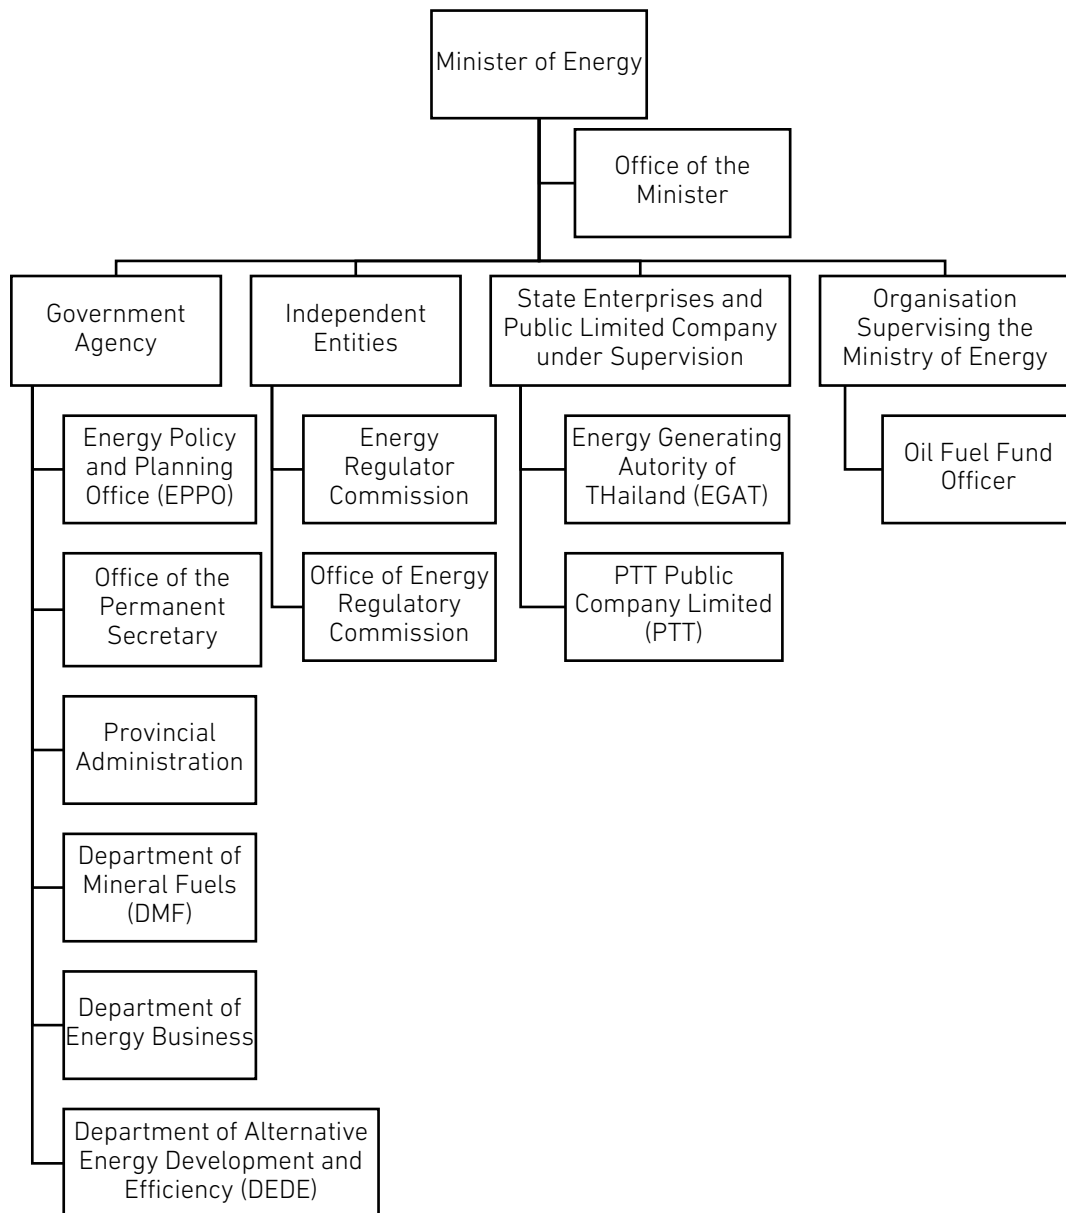 Minister of Energy
Office of the
Minister
Government
Agency
Independent
Entities
State Enterprises and
Public Limited Company
under Supervision
Organisation
Supervising the
Ministry of Energy
Energy Policy
and Planning
Office (EPPO)
Energy
Regulator
Commission
Energy Generating
Autority of
THailand (EGAT)
Oil Fuel Fund
Officer
Office of the
Permanent
Secretary
Office of Energy
Regulatory
Commission
PTT Public
Company Limited
(PTT)
Provincial
Administration
Department of
Mineral Fuels
(DMF)
Department of
Energy Business
Department of Alternative
Energy Development and
Efficiency (DEDE)